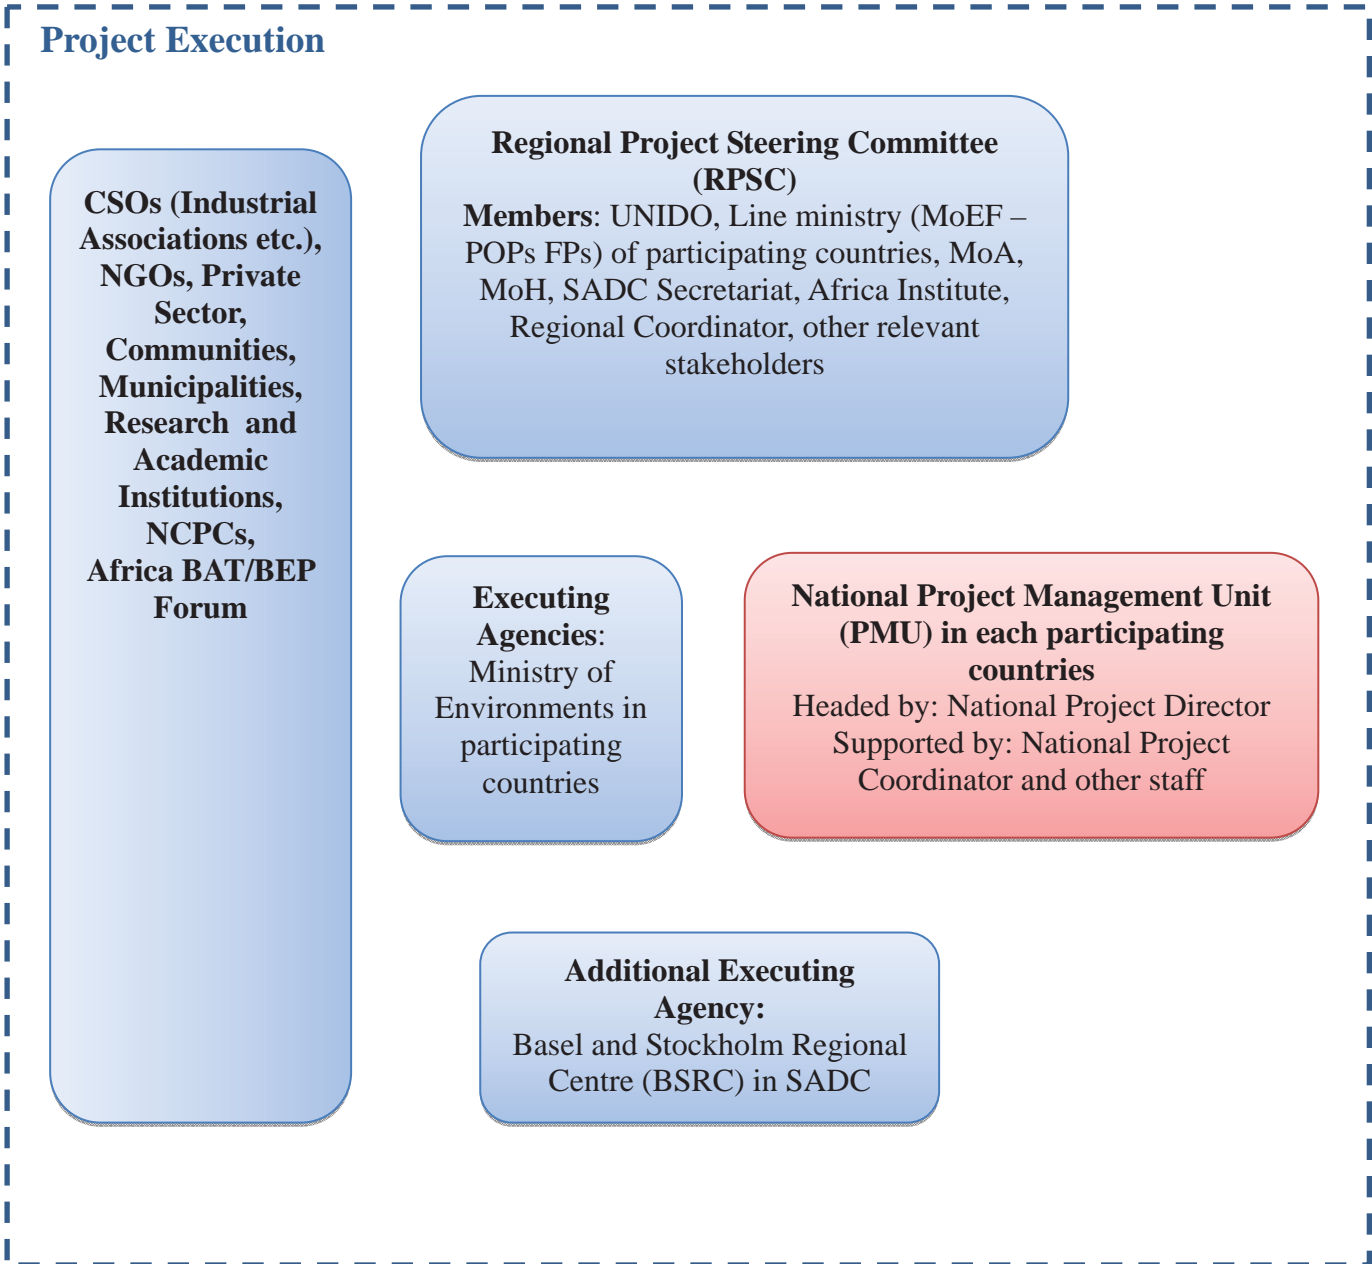 Project Execution
CSOs (Industrial
Associations etc.),
NGOs, Private
Sector,
Communities,
Municipalities,
Research and
Academic
Institutions,
NCPCs,
Africa BAT/BEP
Forum
Regional Project Steering Committee
(RPSC)
Members: UNIDO, Line ministry (MoEF –
POPs FPs) of participating countries, MoA,
MoH, SADC Secretariat, Africa Institute,
Regional Coordinator, other relevant
stakeholders
Executing
Agencies:
Ministry of
Environments in
participating
countries
National Project Management Unit
(PMU) in each participating
countries
Headed by: National Project Director
Supported by: National Project
Coordinator and other staff
Additional Executing
Agency:
Basel and Stockholm Regional
Centre (BSRC) in SADC